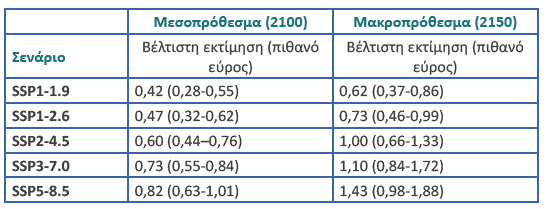 Μεσοπρόθεσμα (2100) Μακροπρόθεσμα (2150)
Σενάριο Βέλτιστη εκτίμηση (πιθανό εύρος) Βέλτιστη εκτίμηση (πιθανό εύρος)
SSP1-1.9 0,42 (0,28-0,55) 0,62 (0,37-0,86)
SSP1-2.6 0,47 (0,32-0,62) 0,73 (0,46-0,99)
SSP2-4.5 0,60 (0,44–0,76) 1,00 (0,66-1,33)
SSP3-7.0 0,73 (0,55-0,84) 1,10 (0,84-1,72)
SSP5-8.5 0,82 (0,63-1,01) 1,43 (0,98-1,88)